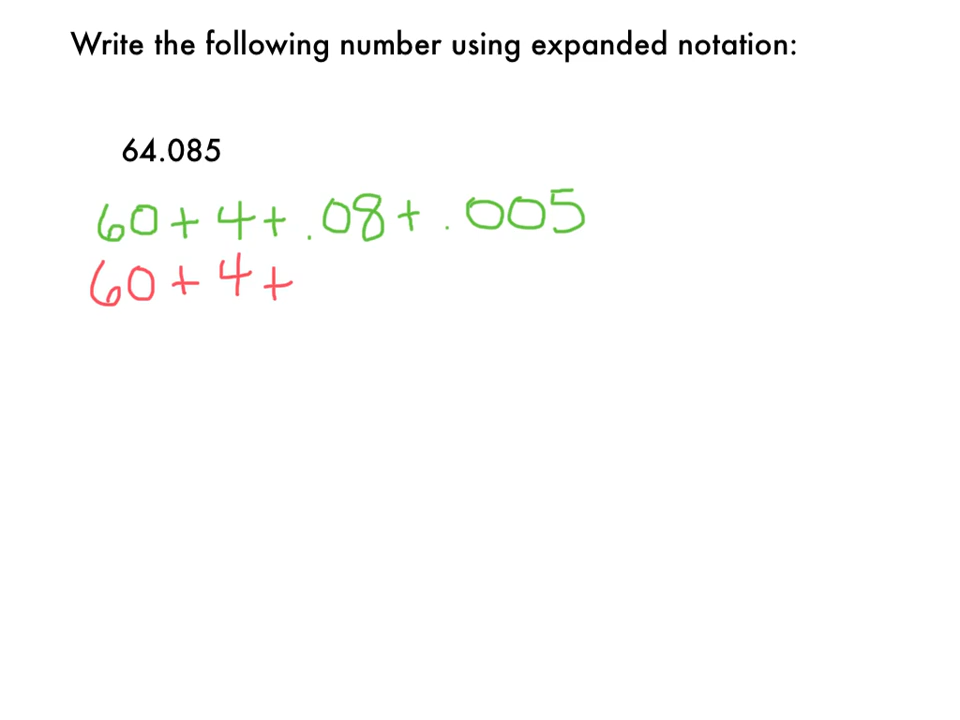 Write the following number using expanded notation:
64.085
60 + 4 + .08 + .005
60 + 4 +